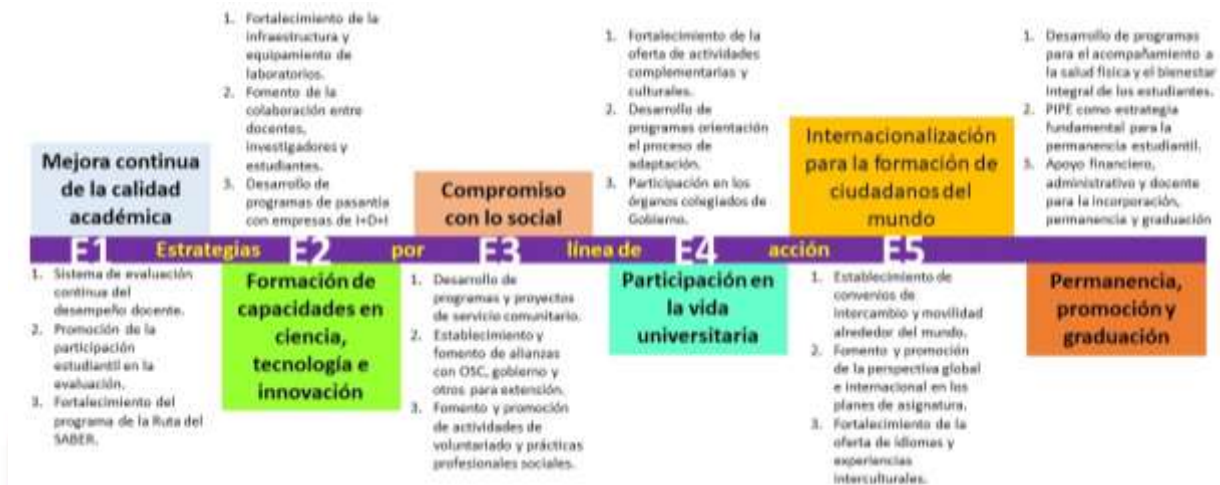 Mejora continua
de la calidad
académica
E1
1. Sistema de evaluación
continua del
desempeño docente.
2. Promoción de la
participación
estudiantil en la
evaluación.
3. Fortalecimiento del
programa de la Ruta del
SABER.
1. Fortalecimiento de la
infraestructura y
equipamiento de
laboratorios.
2. Fomento de la
colaboración entre
docentes,
investigadores y
estudiantes.
3. Desarrollo de
programas de pasantía
con empresas de I+D+I
Estrategias E2 por
Formación de
capacidades en
ciencia,
tecnología e
innovación
Compromiso
con lo social
E3
1. Desarrollo de
programas y proyectos
de servicio comunitario.
2. Establecimiento y
fomento de alianzas
con OSC, gobierno y
otros para extensión.
3. Fomento y promoción
de actividades de
voluntariado y prácticas
profesionales sociales.
1. Fortalecimiento de la
oferta de actividades
complementarias y
culturales.
2. Desarrollo de
programas orientación
el proceso de
adaptación.
3. Participación en los
órganos colegiados de
Gobierno.
línea de E4 acción
Participación en
la vida
universitaria
Internacionalización
para la formación de
ciudadanos del
mundo
E5
1. Establecimiento de
convenios de
intercambio y movilidad
alrededor del mundo.
2. Fomento y promoción
de la perspectiva global
e internacional en los
planes de asignatura.
3. Fortalecimiento de la
oferta de idiomas y
experiencias
interculturales.
1. Desarrollo de programas
para el acompañamiento a
la salud física y el bienestar
integral de los estudiantes.
2. PIPE como estrategia
fundamental para la
permanencia estudiantil.
3. Apoyo financiero,
administrativo y docente
para la incorporación,
permanencia y graduación
Permanencia,
promoción y
graduación